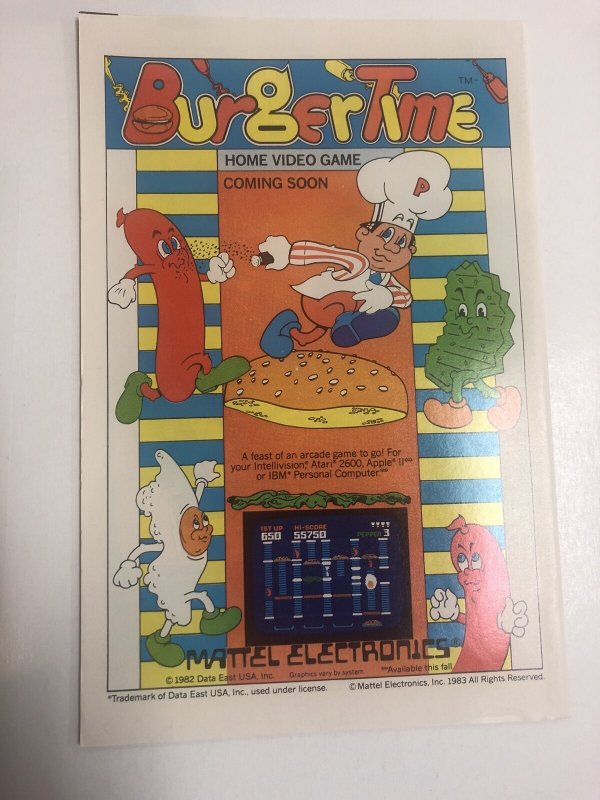 BurgerTime TM
HOME VIDEO GAME
COMING SOON
P
A feast of an arcade game to go! For
your Intellivision,® Atari® 2600, Apple® II**
or IBM® Personal Computer**
1ST UP HI-SCORE
650 55750 PEPPER 3
MATTEL ELECTRONICS®
© 1982 Data East USA, Inc. Graphics vary by system. **Available this fall
*Trademark of Data East USA, Inc., used under license. © Mattel Electronics, Inc. 1983 All Rights Reserved.